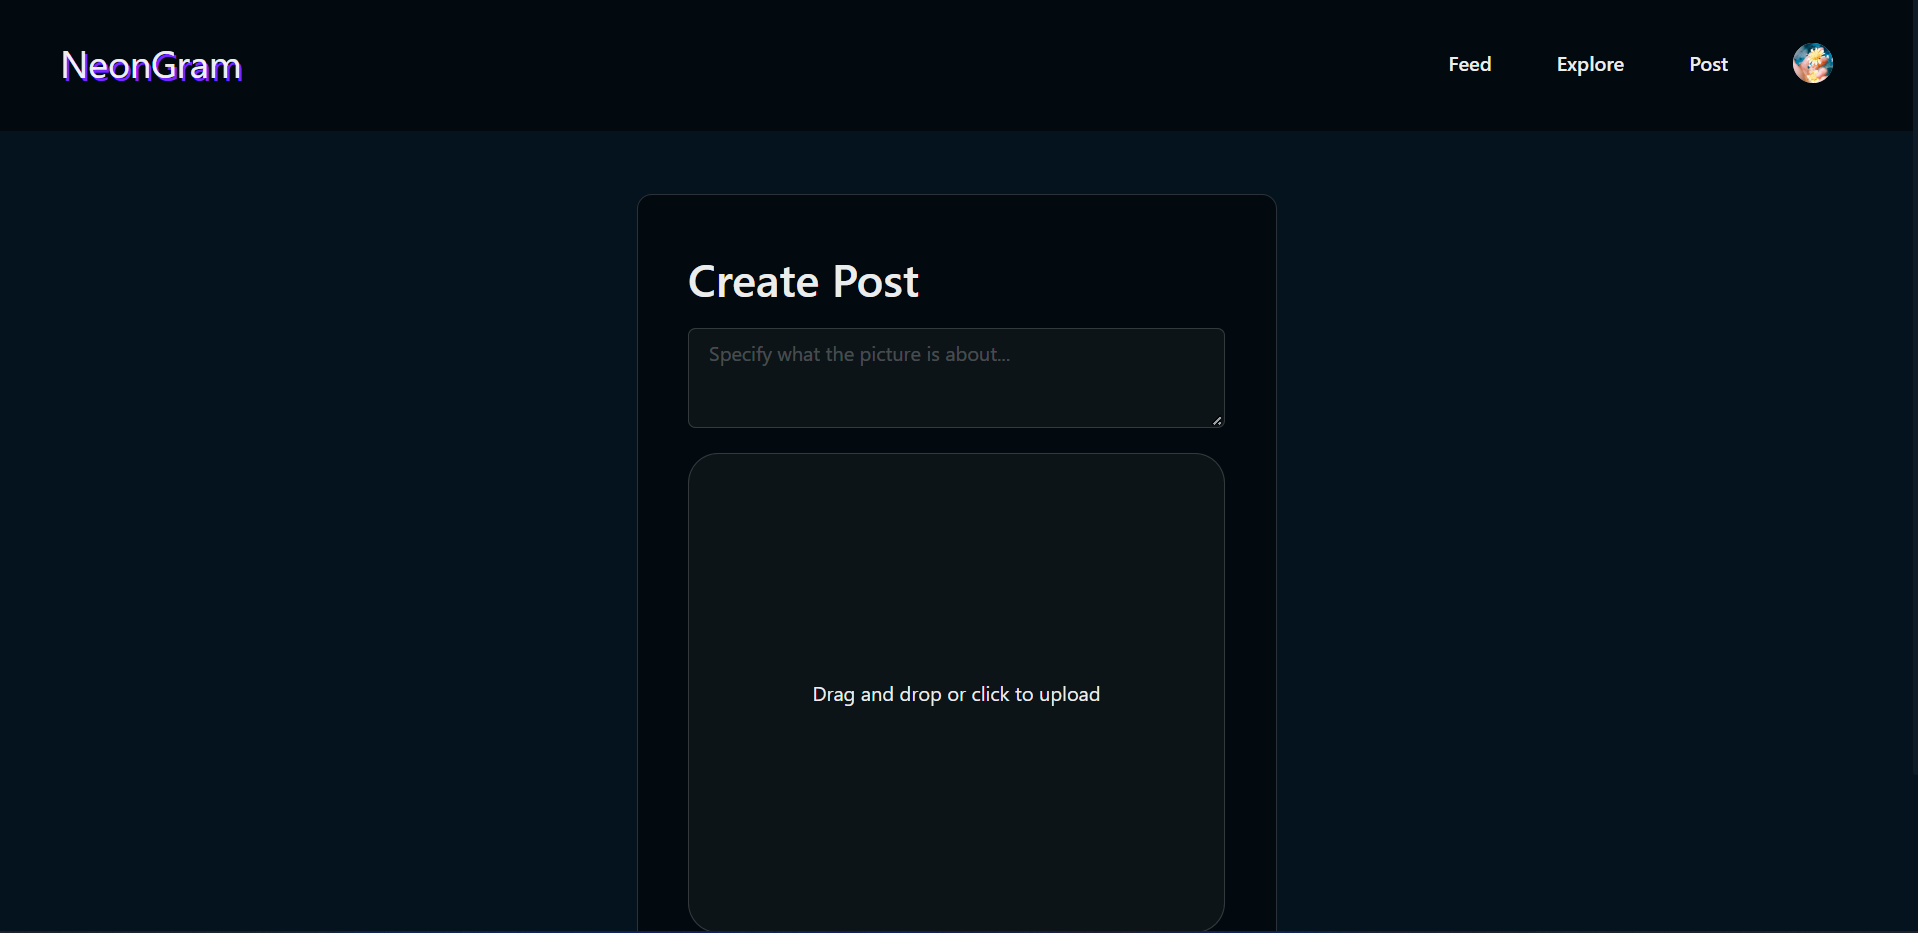 NeonGram
Feed
Explore
Post
Create Post
Specify what the picture is about...
Drag and drop or click to upload